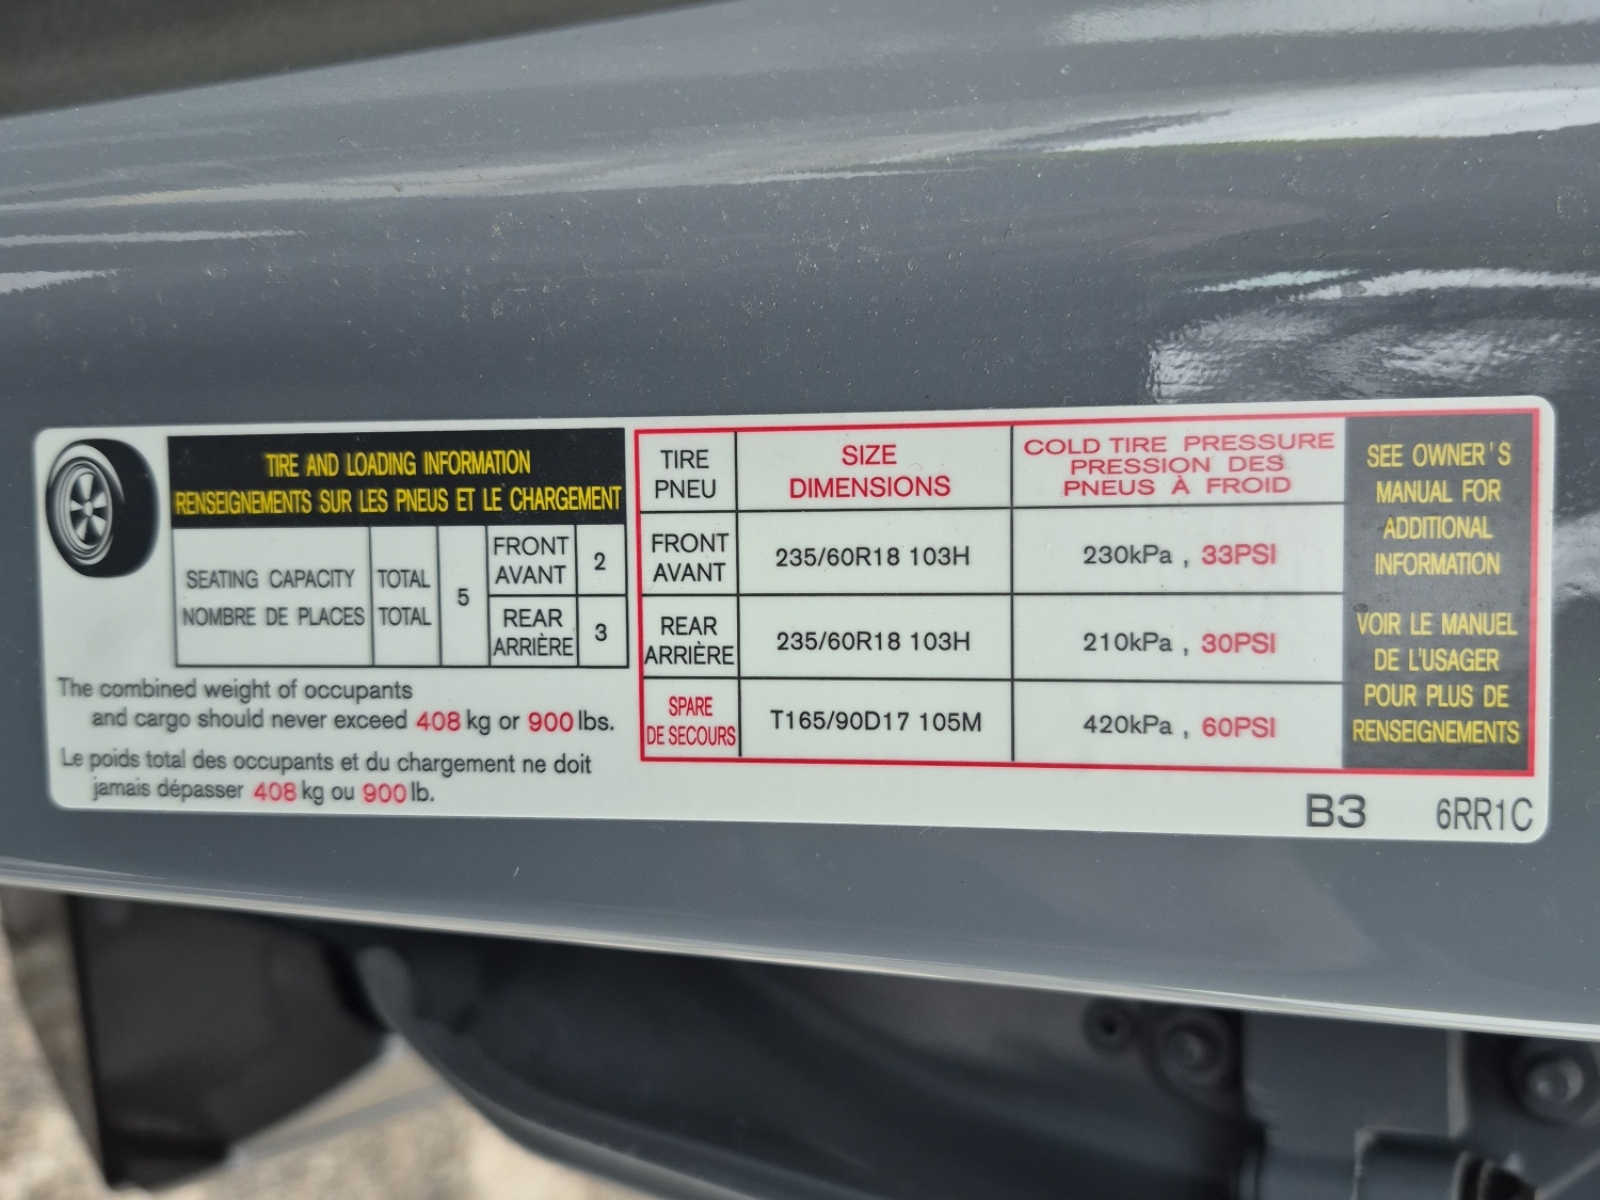 TIRE AND LOADING INFORMATION
RENSEIGNEMENTS SUR LES PNEUS ET LE CHARGEMENT
SEATING CAPACITY
NOMBRE DE PLACES
TOTAL
TOTAL
5
FRONT
AVANT
2
REAR
ARRIÈRE
3
The combined weight of occupants
and cargo should never exceed 408 kg or 900 lbs.
Le poids total des occupants et du chargement ne doit
jamais dépasser 408 kg ou 900 lb.
TIRE
PNEU
SIZE
DIMENSIONS
COLD TIRE PRESSURE
PRESSION DES
PNEUS À FROID
FRONT
AVANT
235/60R18 103H
230kPa , 33PSI
REAR
ARRIÈRE
235/60R18 103H
210kPa , 30PSI
SPARE
DE SECOURS
T165/90D17 105M
420kPa , 60PSI
SEE OWNER'S
MANUAL FOR
ADDITIONAL
INFORMATION
VOIR LE MANUEL
DE L'USAGER
POUR PLUS DE
RENSEIGNEMENTS
B3 6RR1C